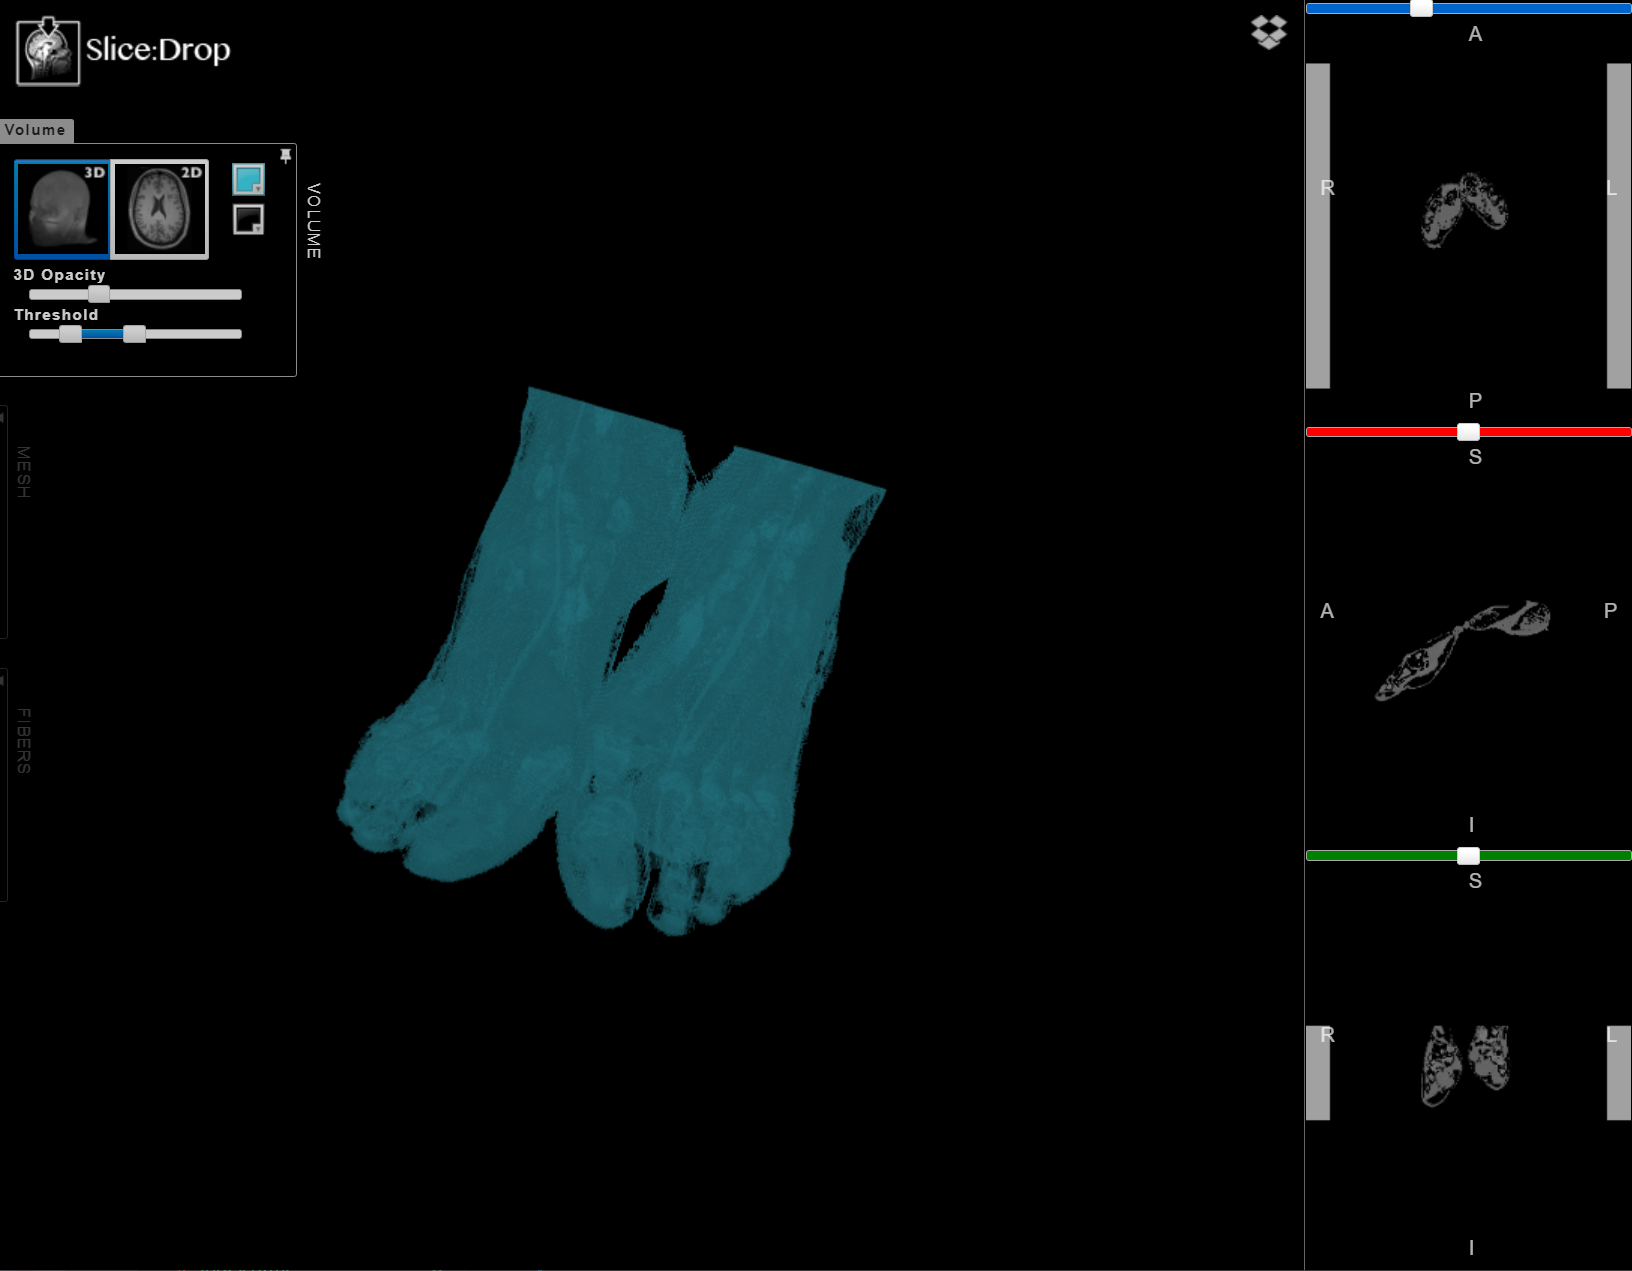 Slice:Drop
Volume
3D
2D
VOLUME
3D Opacity
Threshold
MESH
FIBERS
A
R
L
P
S
A
P
I
S
R
L
I